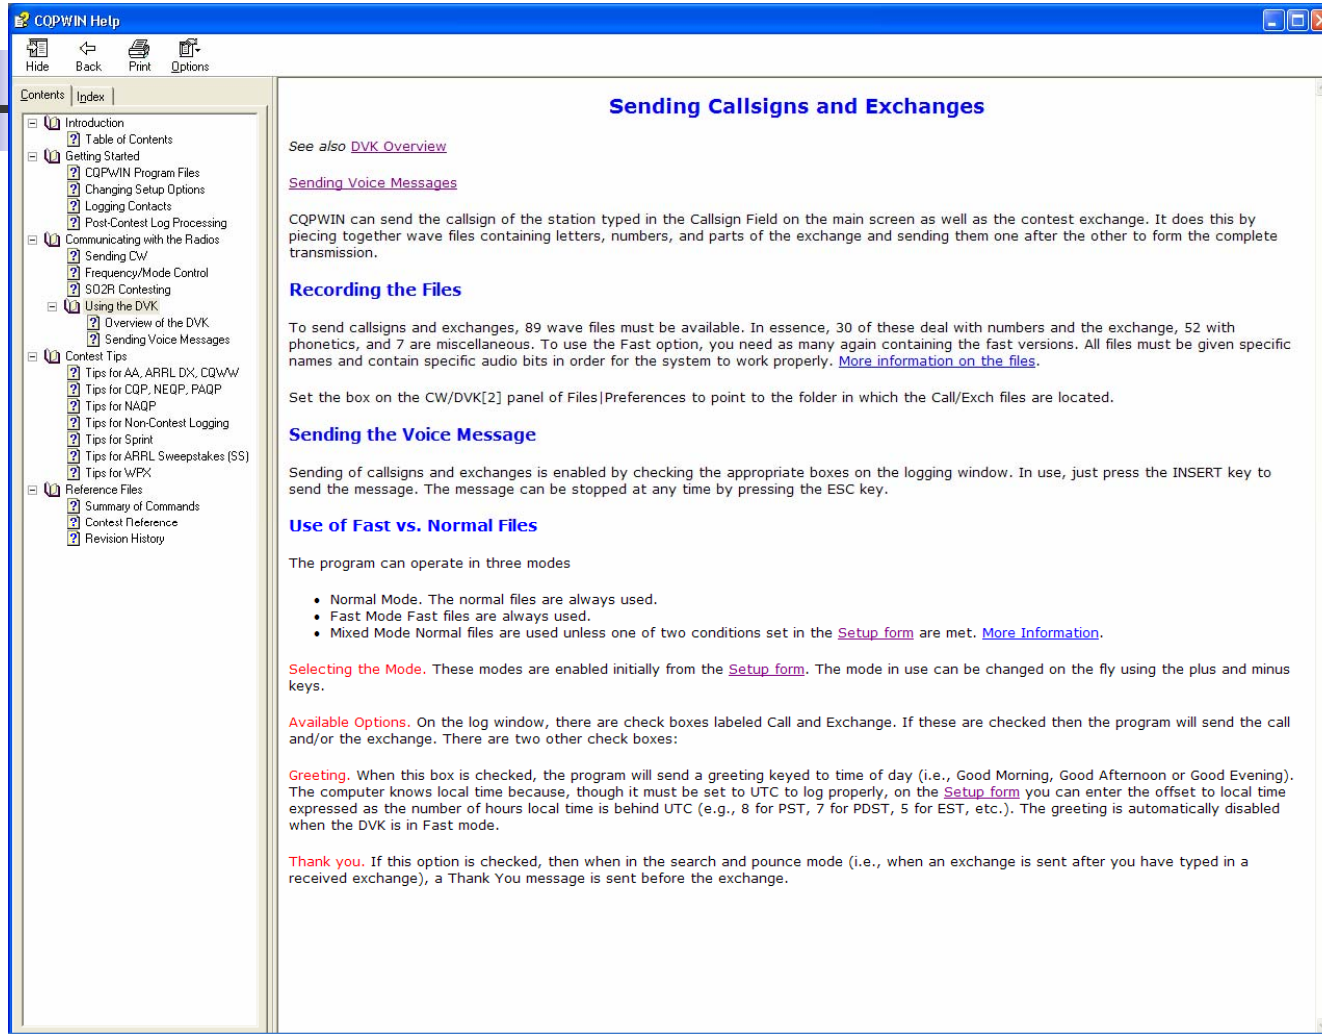 CQPWIN Help
Hide Back Print Options
Contents Index
Introduction
Table of Contents
Getting Started
CQPWIN Program Files
Changing Setup Options
Logging Contacts
Post-Contest Log Processing
Communicating with the Radios
Sending CW
Frequency/Mode Control
SO2R Contesting
Using the DVK
Overview of the DVK
Sending Voice Messages
Contest Tips
Tips for AA, ARRL DX, CQWW
Tips for CQP, NEQP, PAQP
Tips for NAQP
Tips for Non-Contest Logging
Tips for Sprint
Tips for ARRL Sweepstakes (SS)
Tips for WPX
Reference Files
Summary of Commands
Contest Reference
Revision History
Sending Callsigns and Exchanges
See also DVK Overview
Sending Voice Messages
CQPWIN can send the callsign of the station typed in the Callsign Field on the main screen as well as the contest exchange. It does this by
piecing together wave files containing letters, numbers, and parts of the exchange and sending them one after the other to form the complete
transmission.
Recording the Files
To send callsigns and exchanges, 89 wave files must be available. In essence, 30 of these deal with numbers and the exchange, 52 with
phonetics, and 7 are miscellaneous. To use the Fast option, you need as many again containing the fast versions. All files must be given specific
names and contain specific audio bits in order for the system to work properly. More information on the files.
Set the box on the CW/DVK[2] panel of Files|Preferences to point to the folder in which the Call/Exch files are located.
Sending the Voice Message
Sending of callsigns and exchanges is enabled by checking the appropriate boxes on the logging window. In use, just press the INSERT key to
send the message. The message can be stopped at any time by pressing the ESC key.
Use of Fast vs. Normal Files
The program can operate in three modes
• Normal Mode. The normal files are always used.
• Fast Mode Fast files are always used.
• Mixed Mode Normal files are used unless one of two conditions set in the Setup form are met. More Information.
Selecting the Mode. These modes are enabled initially from the Setup form. The mode in use can be changed on the fly using the plus and minus
keys.
Available Options. On the log window, there are check boxes labeled Call and Exchange. If these are checked then the program will send the call
and/or the exchange. There are two other check boxes:
Greeting. When this box is checked, the program will send a greeting keyed to time of day (i.e., Good Morning, Good Afternoon or Good Evening).
The computer knows local time because, though it must be set to UTC to log properly, on the Setup form you can enter the offset to local time
expressed as the number of hours local time is behind UTC (e.g., 8 for PST, 7 for PDST, 5 for EST, etc.). The greeting is automatically disabled
when the DVK is in Fast mode.
Thank you. If this option is checked, then when in the search and pounce mode (i.e., when an exchange is sent after you have typed in a
received exchange), a Thank You message is sent before the exchange.